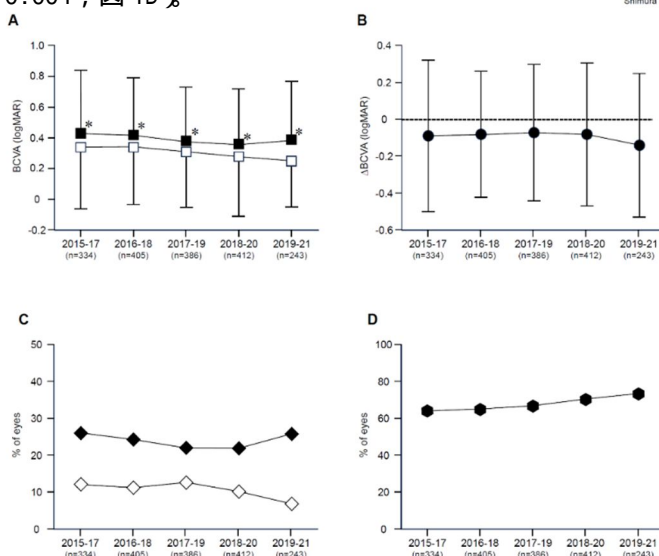 Shimura
A
BCVA (logMAR)
1.0
0.8
0.6
0.4
0.2
0
-0.2
* * * * *
2015-17 2016-18 2017-19 2018-20 2019-21
(n=334) (n=405) (n=386) (n=412) (n=243)
B
ΔBCVA (logMAR)
0.4
0.2
0
-0.2
-0.4
-0.6
2015-17 2016-18 2017-19 2018-20 2019-21
(n=334) (n=405) (n=386) (n=412) (n=243)
C
% of eyes
50
40
30
20
10
0
2015-17 2016-18 2017-19 2018-20 2019-21
(n=334) (n=405) (n=386) (n=412) (n=243)
D
% of eyes
100
80
60
40
20
0
2015-17 2016-18 2017-19 2018-20 2019-21
(n=334) (n=405) (n=386) (n=412) (n=243)